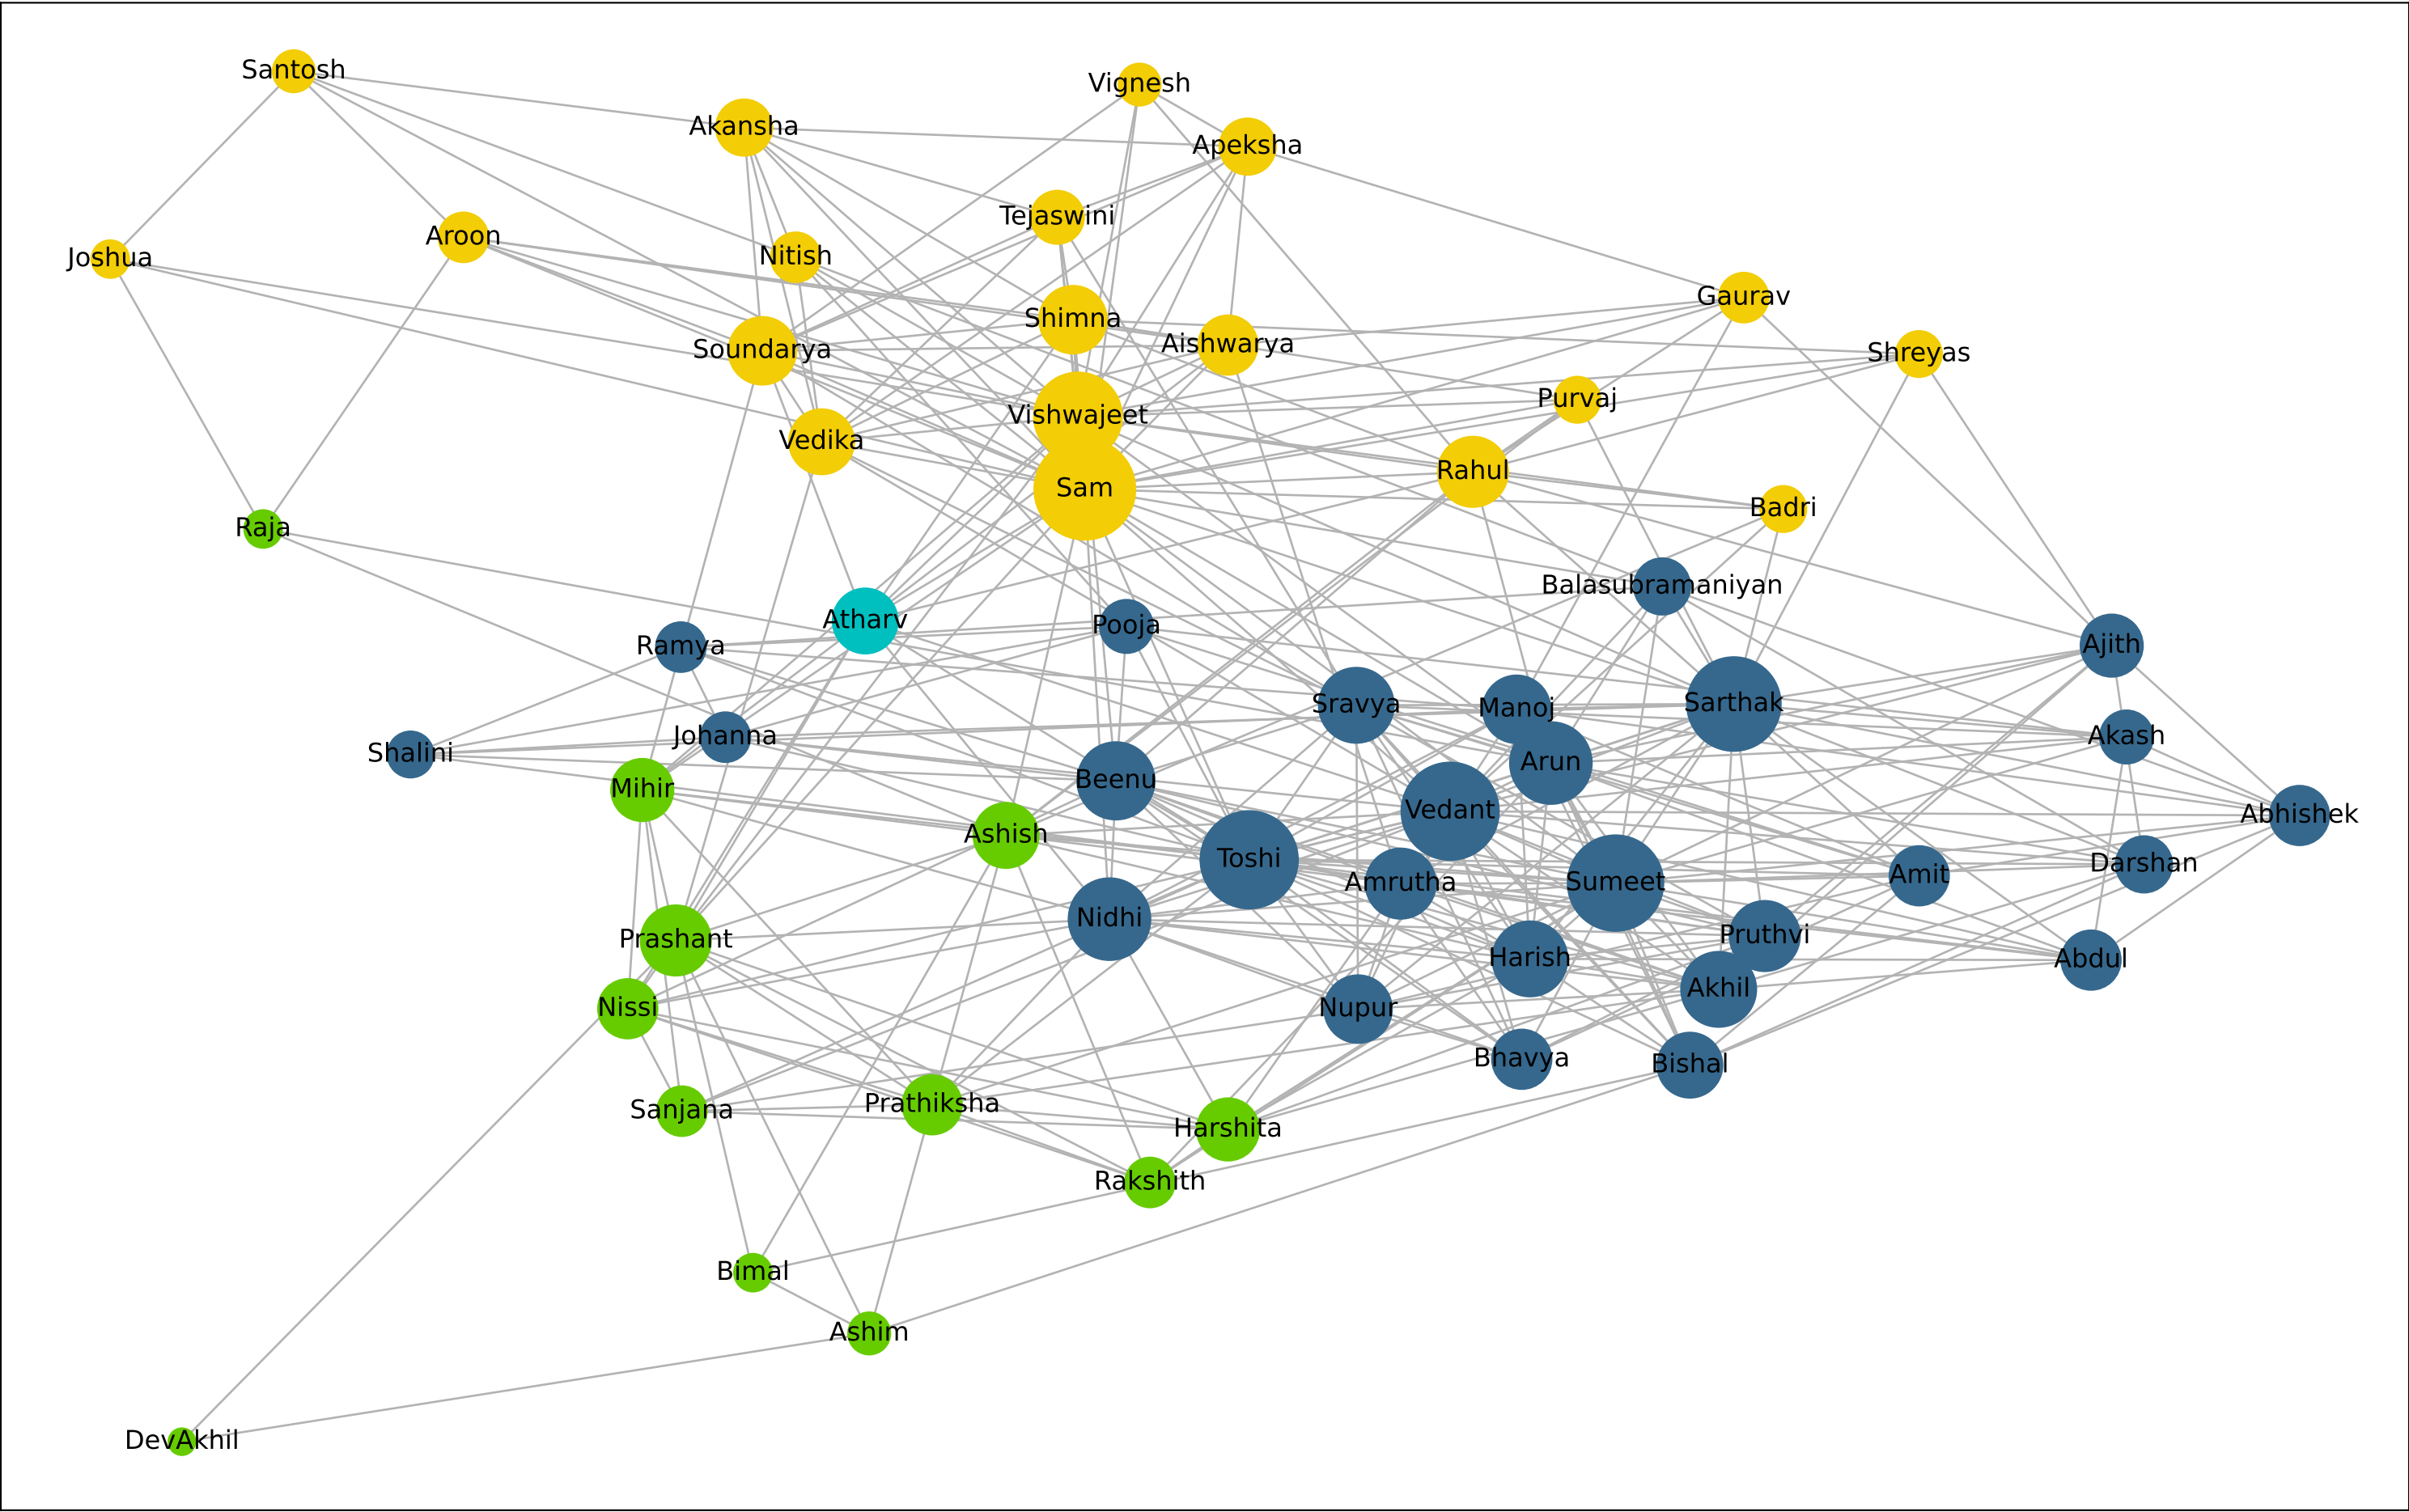 Santosh
Vignesh
Akansha
Apeksha
Tejaswini
Aroon
Nitish
Joshua
Gaurav
Shimna
Aishwarya
Soundarya
Shreyas
Purvaj
Vishwajeet
Vedika
Rahul
Sam
Badri
Raja
Balasubramaniyan
Atharv
Pooja
Ramya
Ajith
Sravya
Manoj
Sarthak
Johanna
Akash
Shalini
Arun
Beenu
Mihir
Vedant
Abhishek
Ashish
Toshi
Darshan
Amrutha
Sumeet
Amit
Nidhi
Pruthvi
Prashant
Harish
Abdul
Akhil
Nissi
Nupur
Bhavya
Bishal
Sanjana
Prathiksha
Harshita
Rakshith
Bimal
Ashim
DevAkhil